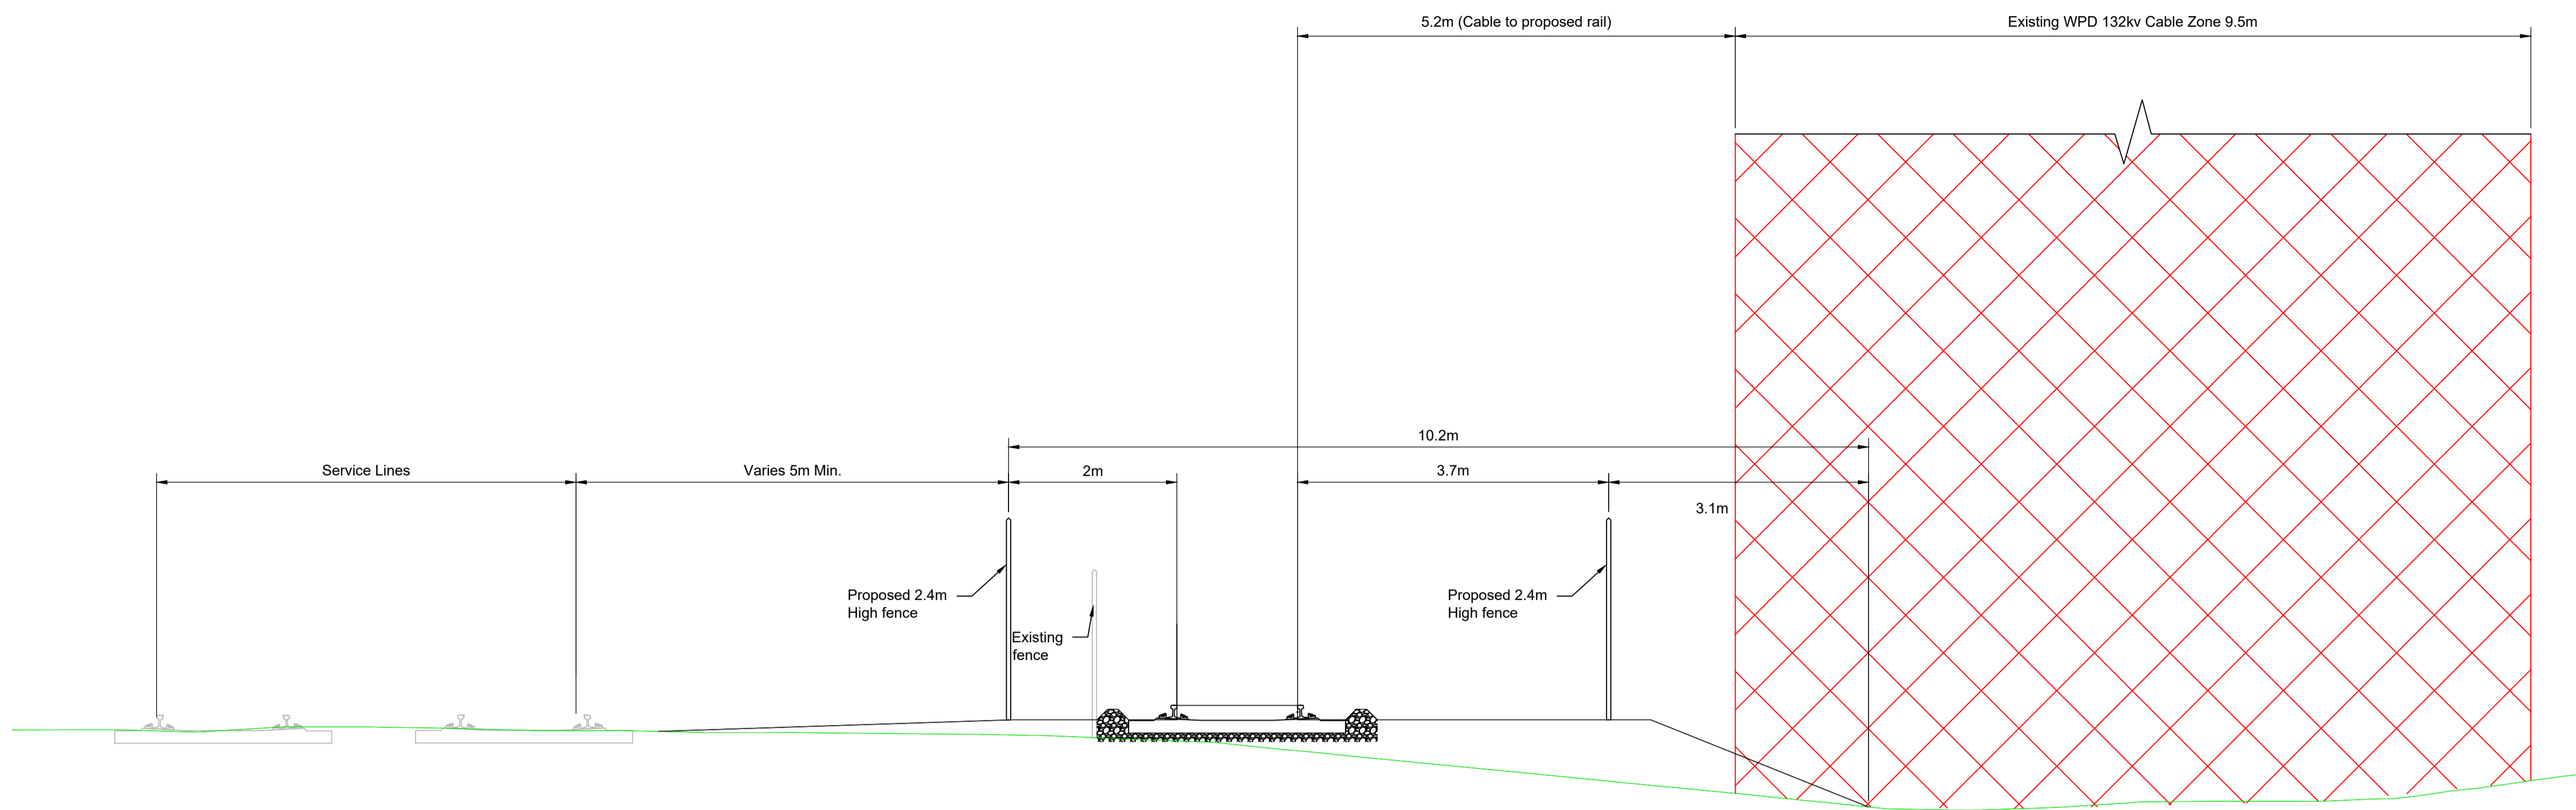 5.2m (Cable to proposed rail)
Existing WPD 132kv Cable Zone 9.5m
10.2m
Service Lines
Varies 5m Min.
2m
3.7m
3.1m
Proposed 2.4m
High fence
Existing
fence
Proposed 2.4m
High fence